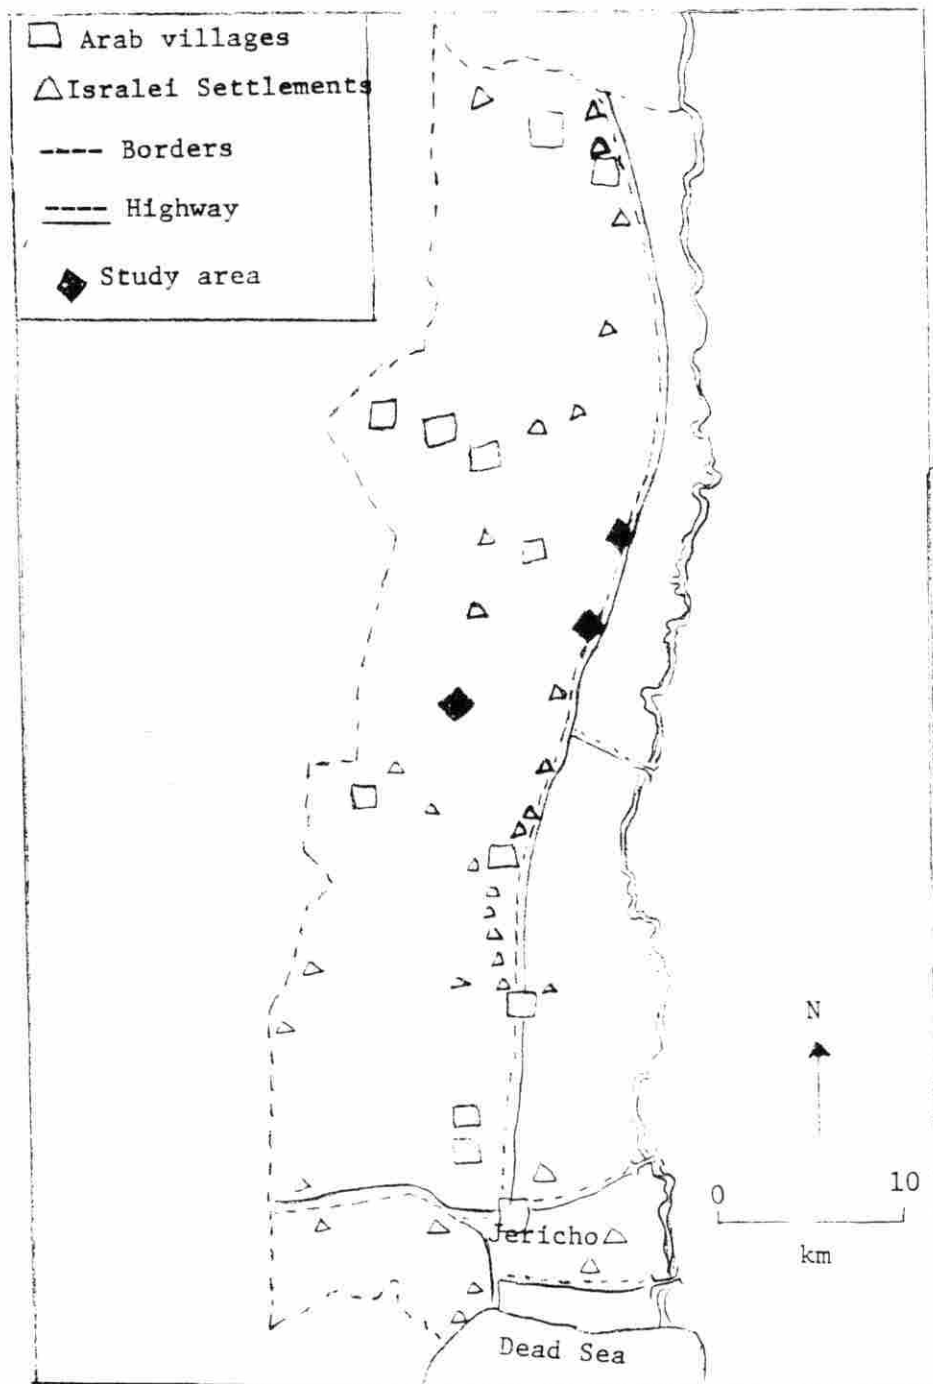 Arab villages
Isralei Settlements
Borders
Highway
Study area
N
0 10
km
Jericho
Dead Sea